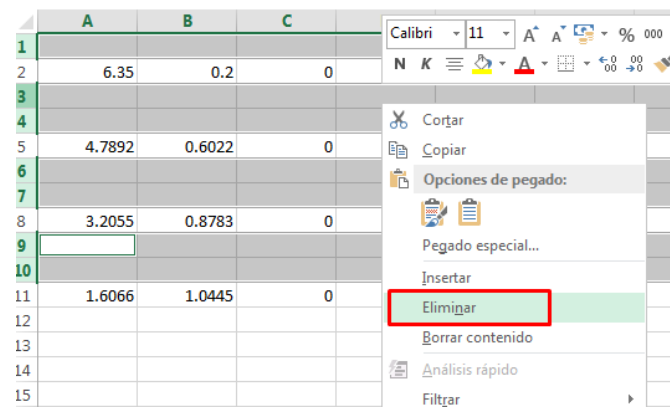 A B C
Calibri 11 A A % 000
1
N K A
2 6.35 0.2 0
3
4
Cortar
5 4.7892 0.6022 0
Copiar
6
Opciones de pegado:
7
8 3.2055 0.8783 0
9
Pegado especial...
10
Insertar
11 1.6066 1.0445 0
Eliminar
12
Borrar contenido
13
14
Análisis rápido
15
Filtrar